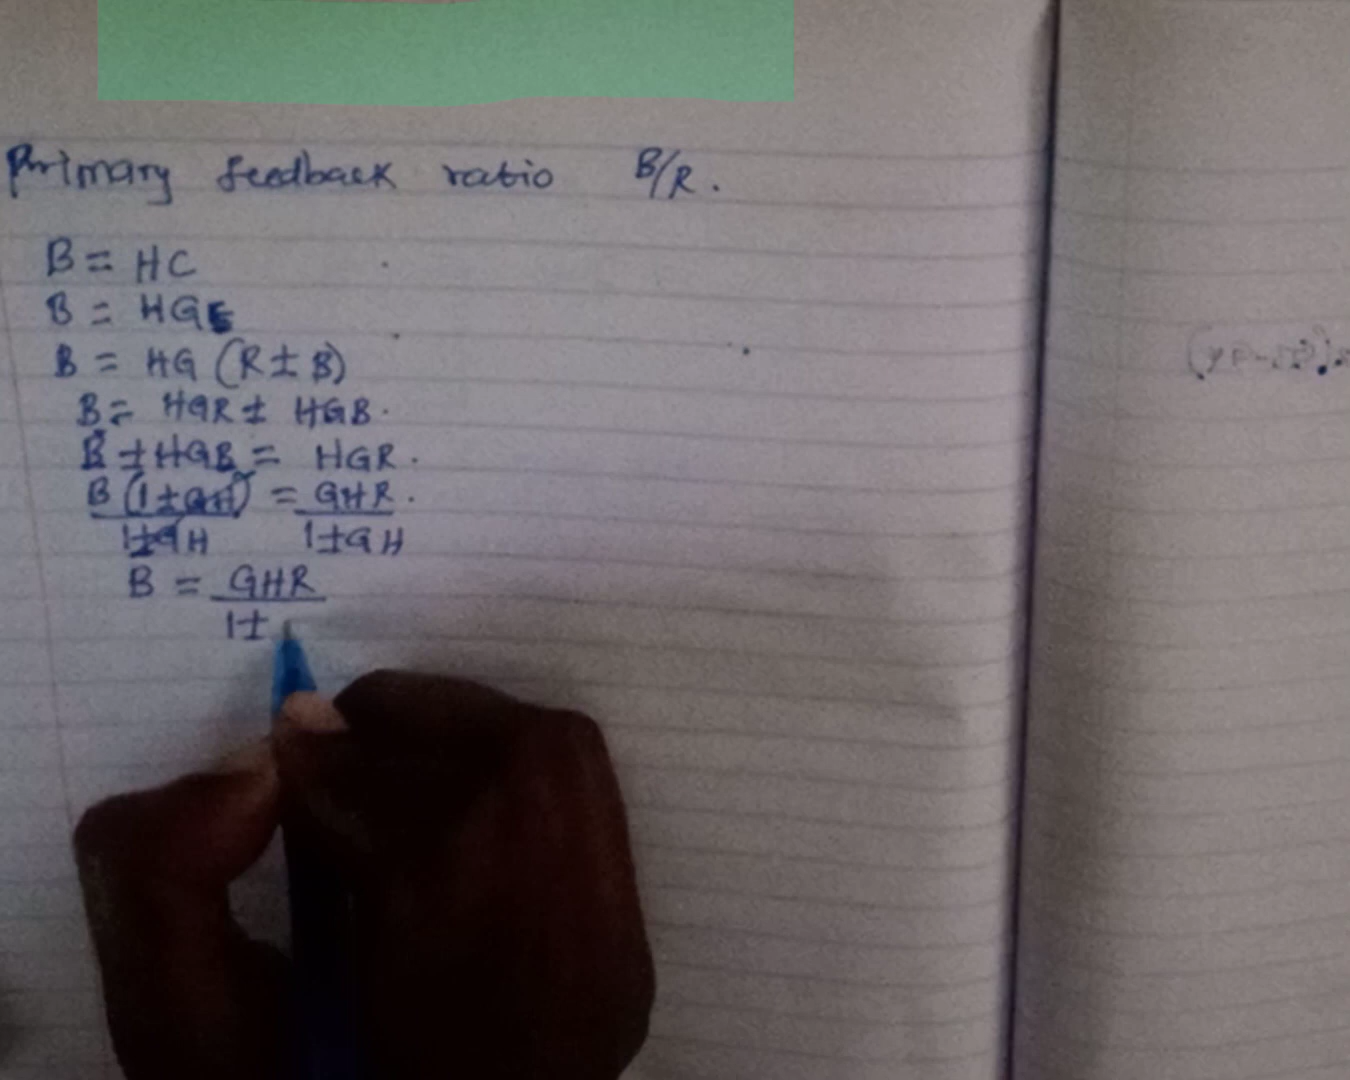 Primary feedback ratio B/R.
B = HC
B = HGE
B = HG (R ± B)
B = HGR ± HGB.
B ± HGB = HGR.
B (1±GH) = GHR.
1±GH 1±GH
B = GHR
1±